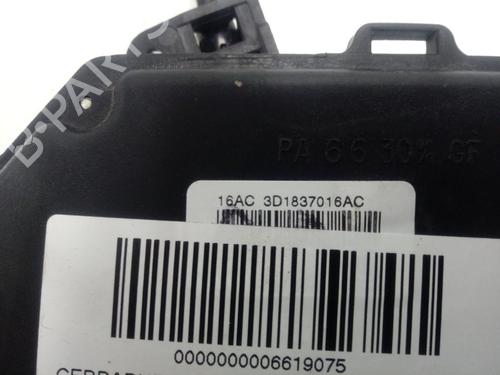 B-PARTS
PA 66 30% GF
16AC 3D1837016AC
0000000006619075